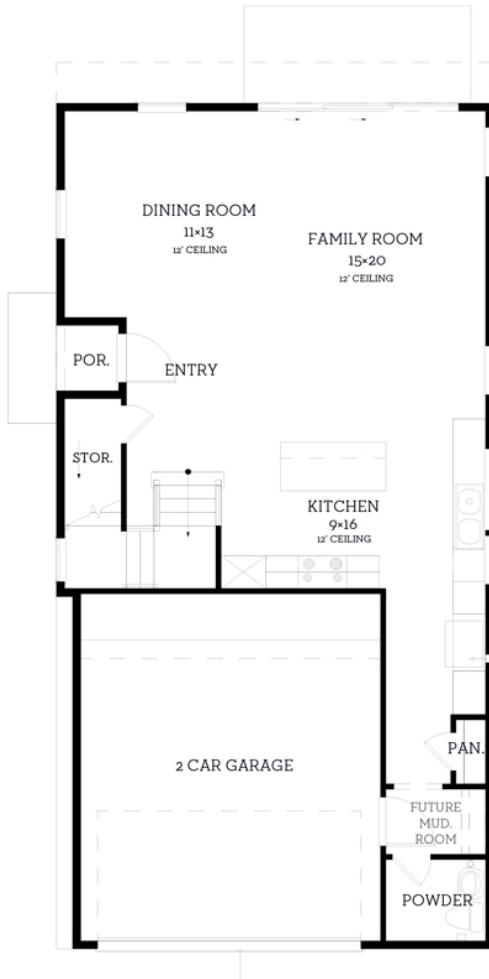 DINING ROOM
11×13
12' CEILING
FAMILY ROOM
15×20
12' CEILING
POR.
ENTRY
STOR.
KITCHEN
9×16
12' CEILING
PAN.
2 CAR GARAGE
FUTURE
MUD.
ROOM
POWDER